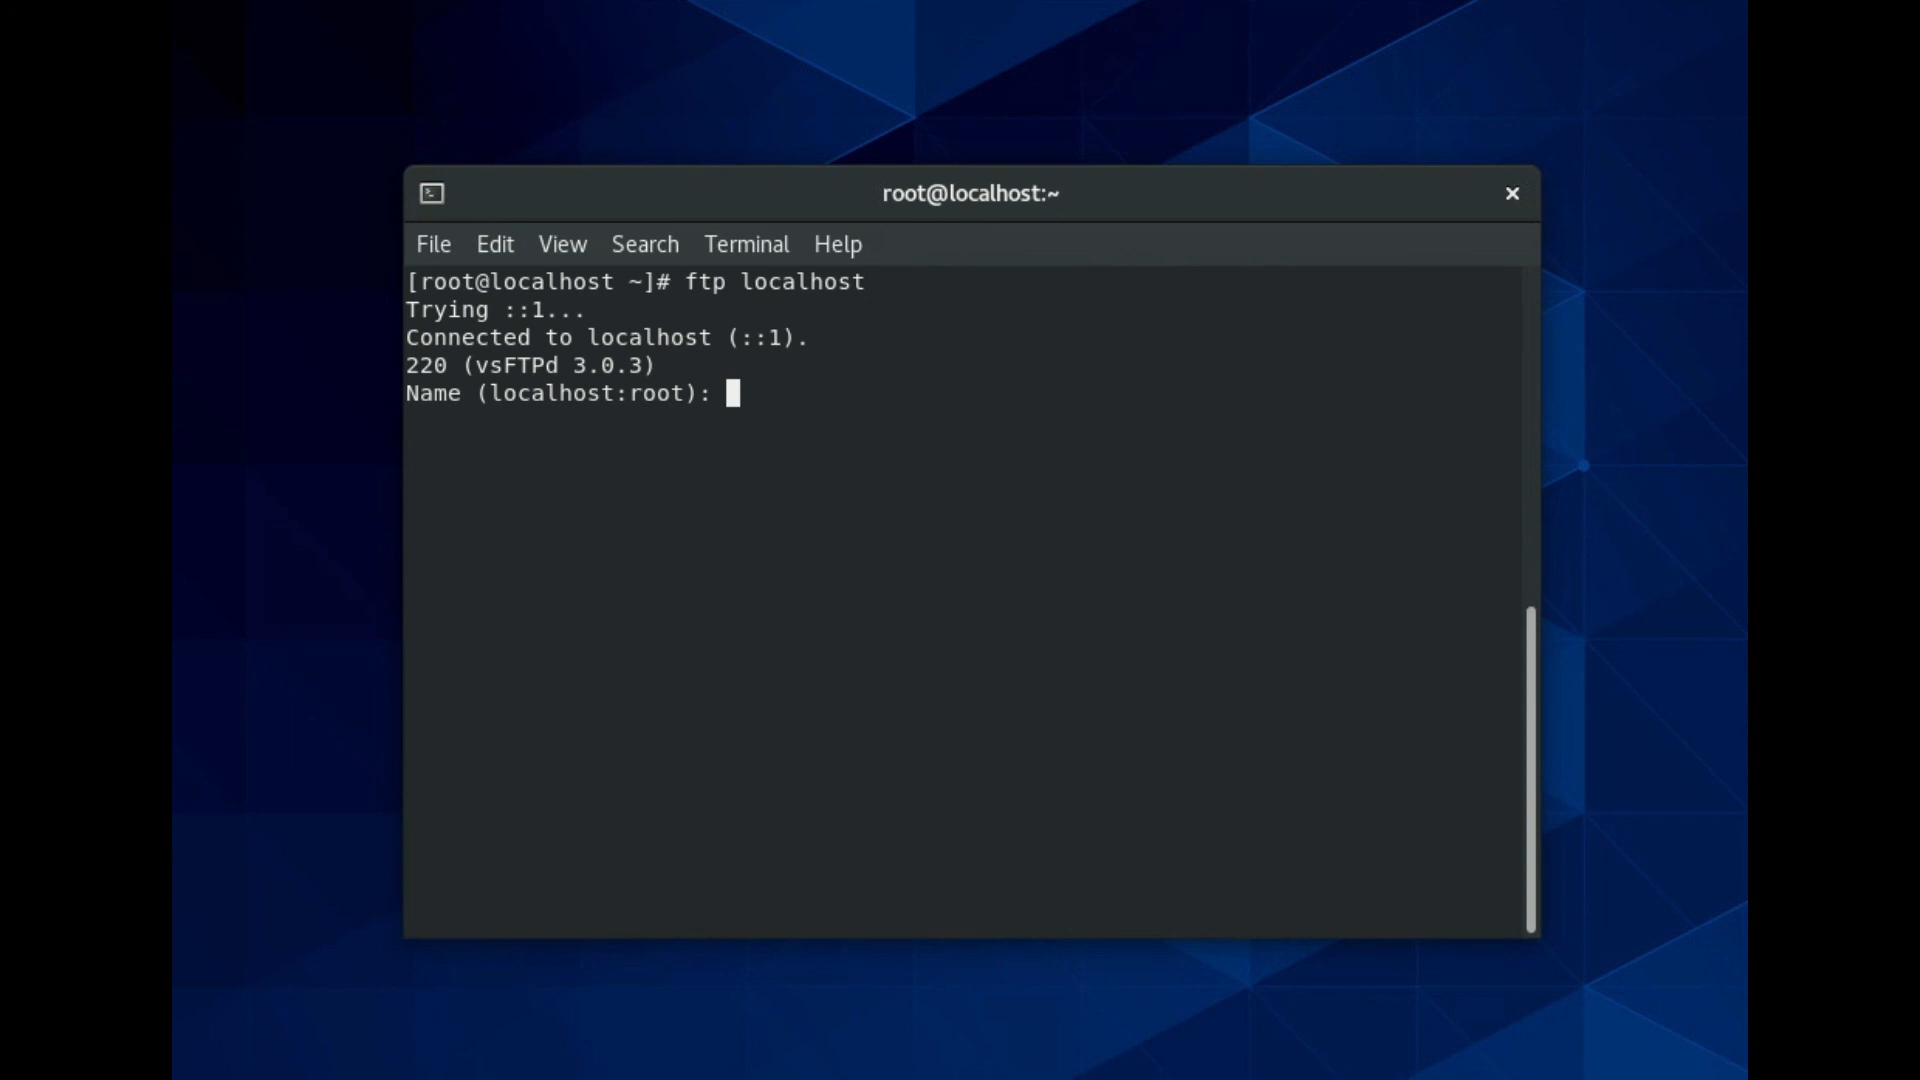 root@localhost:~
File Edit View Search Terminal Help
[root@localhost ~]# ftp localhost
Trying ::1...
Connected to localhost (::1).
220 (vsFTPd 3.0.3)
Name (localhost:root):